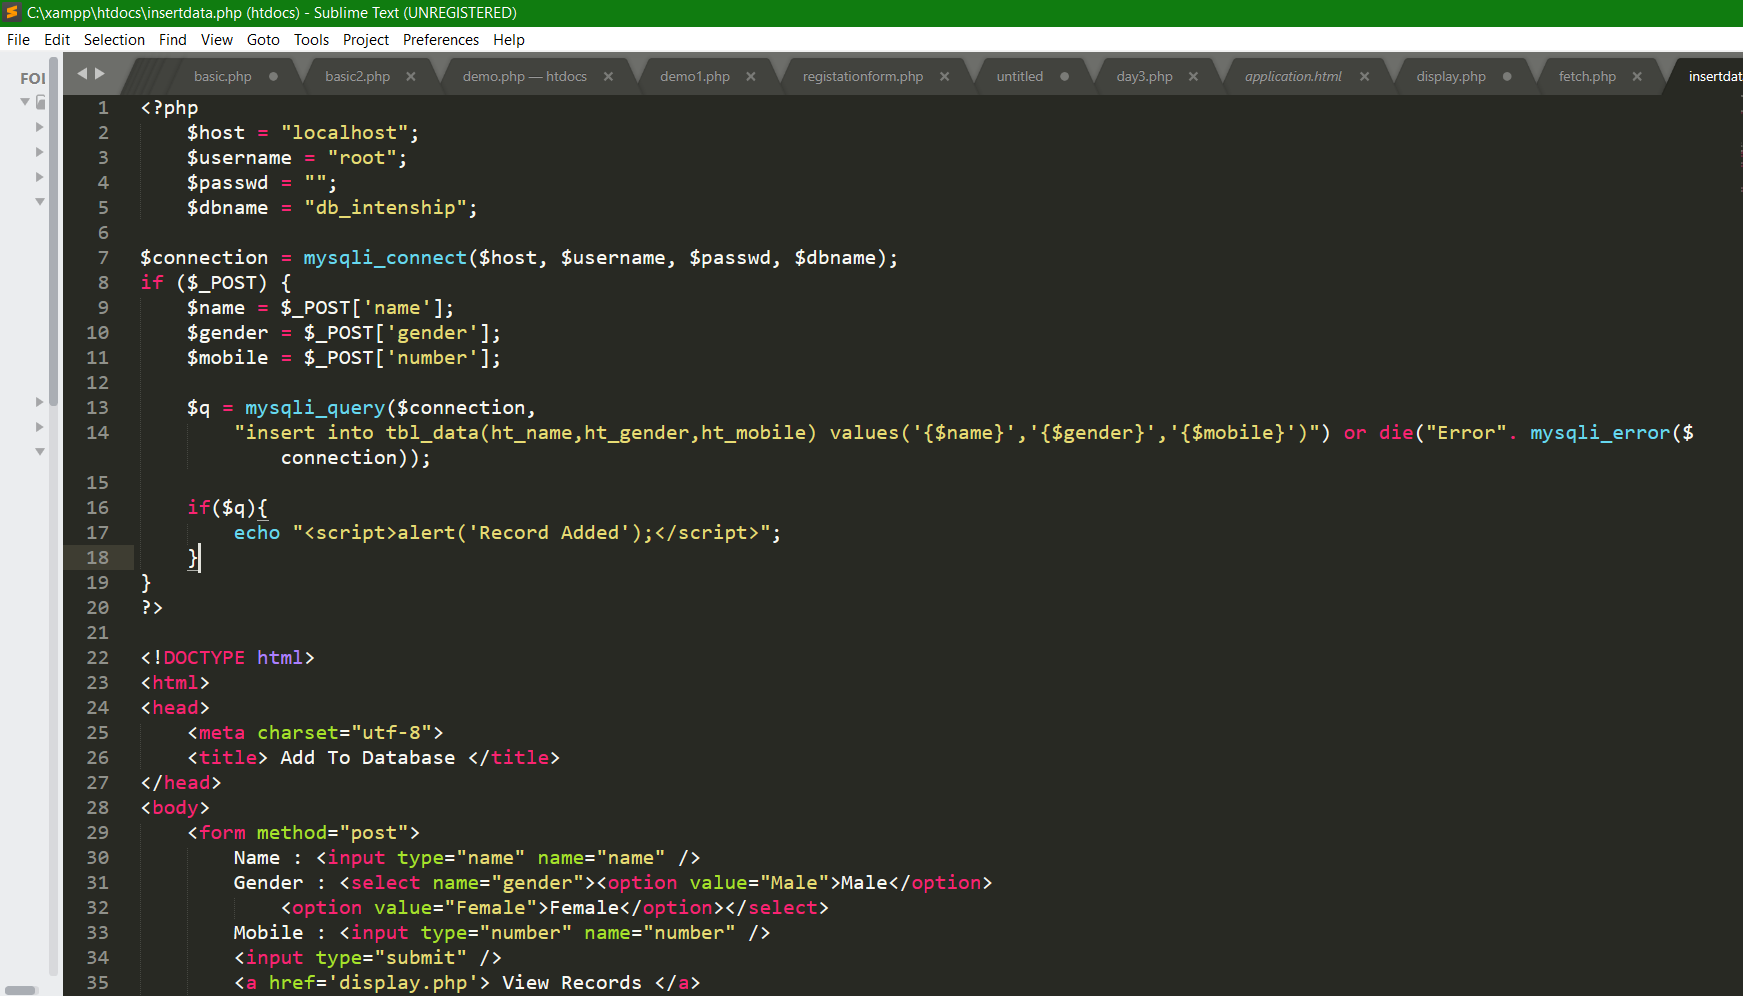 C:\xampp\htdocs\insertdata.php (htdocs) - Sublime Text (UNREGISTERED)
File Edit Selection Find View Goto Tools Project Preferences Help
FOL
basic.php basic2.php demo.php — htdocs demo1.php registationform.php untitled day3.php application.html display.php fetch.php insertdat
1 <?php
2 $host = "localhost";
3 $username = "root";
4 $passwd = "";
5 $dbname = "db_intenship";
6
7 $connection = mysqli_connect($host, $username, $passwd, $dbname);
8 if ($_POST) {
9 $name = $_POST['name'];
10 $gender = $_POST['gender'];
11 $mobile = $_POST['number'];
12
13 $q = mysqli_query($connection,
14 "insert into tbl_data(ht_name,ht_gender,ht_mobile) values('{$name}','{$gender}','{$mobile}')") or die("Error". mysqli_error($
connection));
15
16 if($q){
17 echo "<script>alert('Record Added');</script>";
18 }
19 }
20 ?>
21
22 <!DOCTYPE html>
23 <html>
24 <head>
25 <meta charset="utf-8">
26 <title> Add To Database </title>
27 </head>
28 <body>
29 <form method="post">
30 Name : <input type="name" name="name" />
31 Gender : <select name="gender"><option value="Male">Male</option>
32 <option value="Female">Female</option></select>
33 Mobile : <input type="number" name="number" />
34 <input type="submit" />
35 <a href='display.php'> View Records </a>